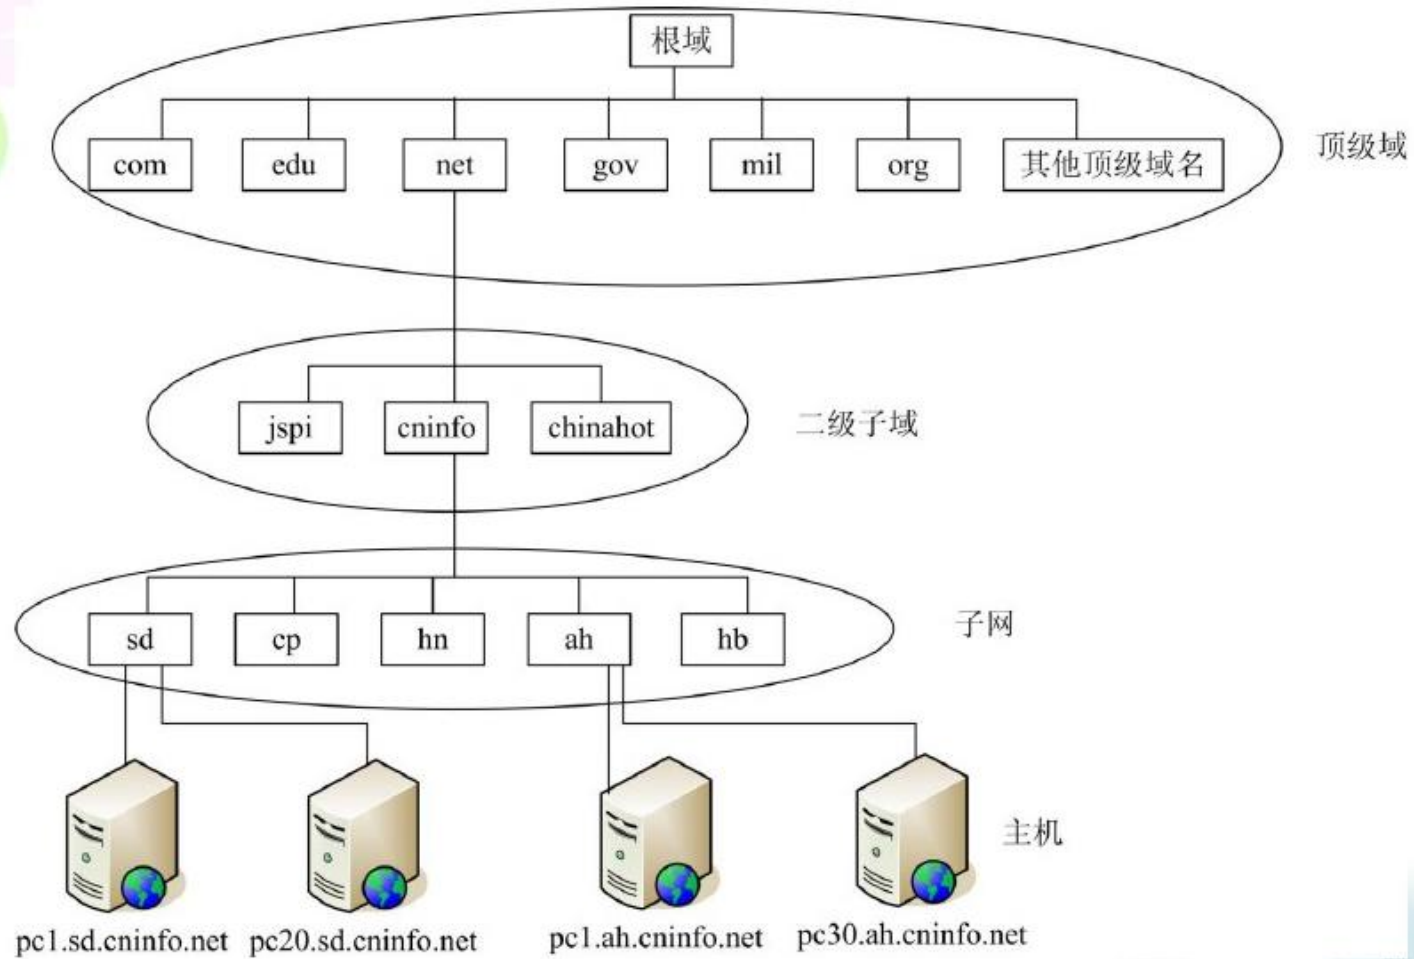 根域
com
edu
net
gov
mil
org
其他顶级域名
顶级域
jspi
cninfo
chinahot
二级子域
sd
cp
hn
ah
hb
子网
主机
pc1.sd.cninfo.net
pc20.sd.cninfo.net
pc1.ah.cninfo.net
pc30.ah.cninfo.net